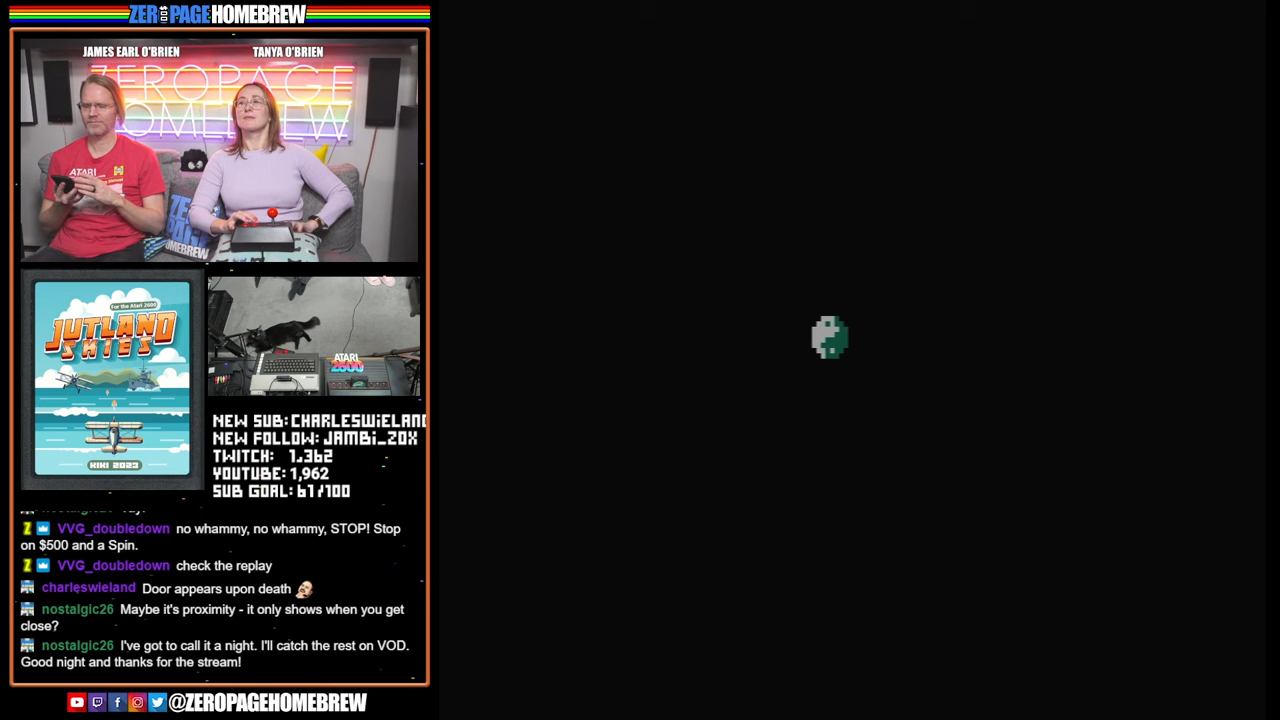 ZEROPAGEHOMEBREW
JAMES EARL O'BRIEN
TANYA O'BRIEN
ZEROPAGE
HOMEBREW
ATARI
ZERO
PAGE
HOMEBREW
For the Atari 2600
JUTLAND
SKIES
KIKI 2023
ATARI
2600
NEW SUB: CHARLESWIELAND
NEW FOLLOW: JAMBI_ZOX
TWITCH: 1,362
YOUTUBE: 1,962
SUB GOAL: 67/100
VVG_doubledown no whammy, no whammy, STOP! Stop
on $500 and a Spin.
VVG_doubledown check the replay
charleswieland Door appears upon death
nostalgic26 Maybe it's proximity - it only shows when you get
close?
nostalgic26 I've got to call it a night. I'll catch the rest on VOD.
Good night and thanks for the stream!
@ZEROPAGEHOMEBREW